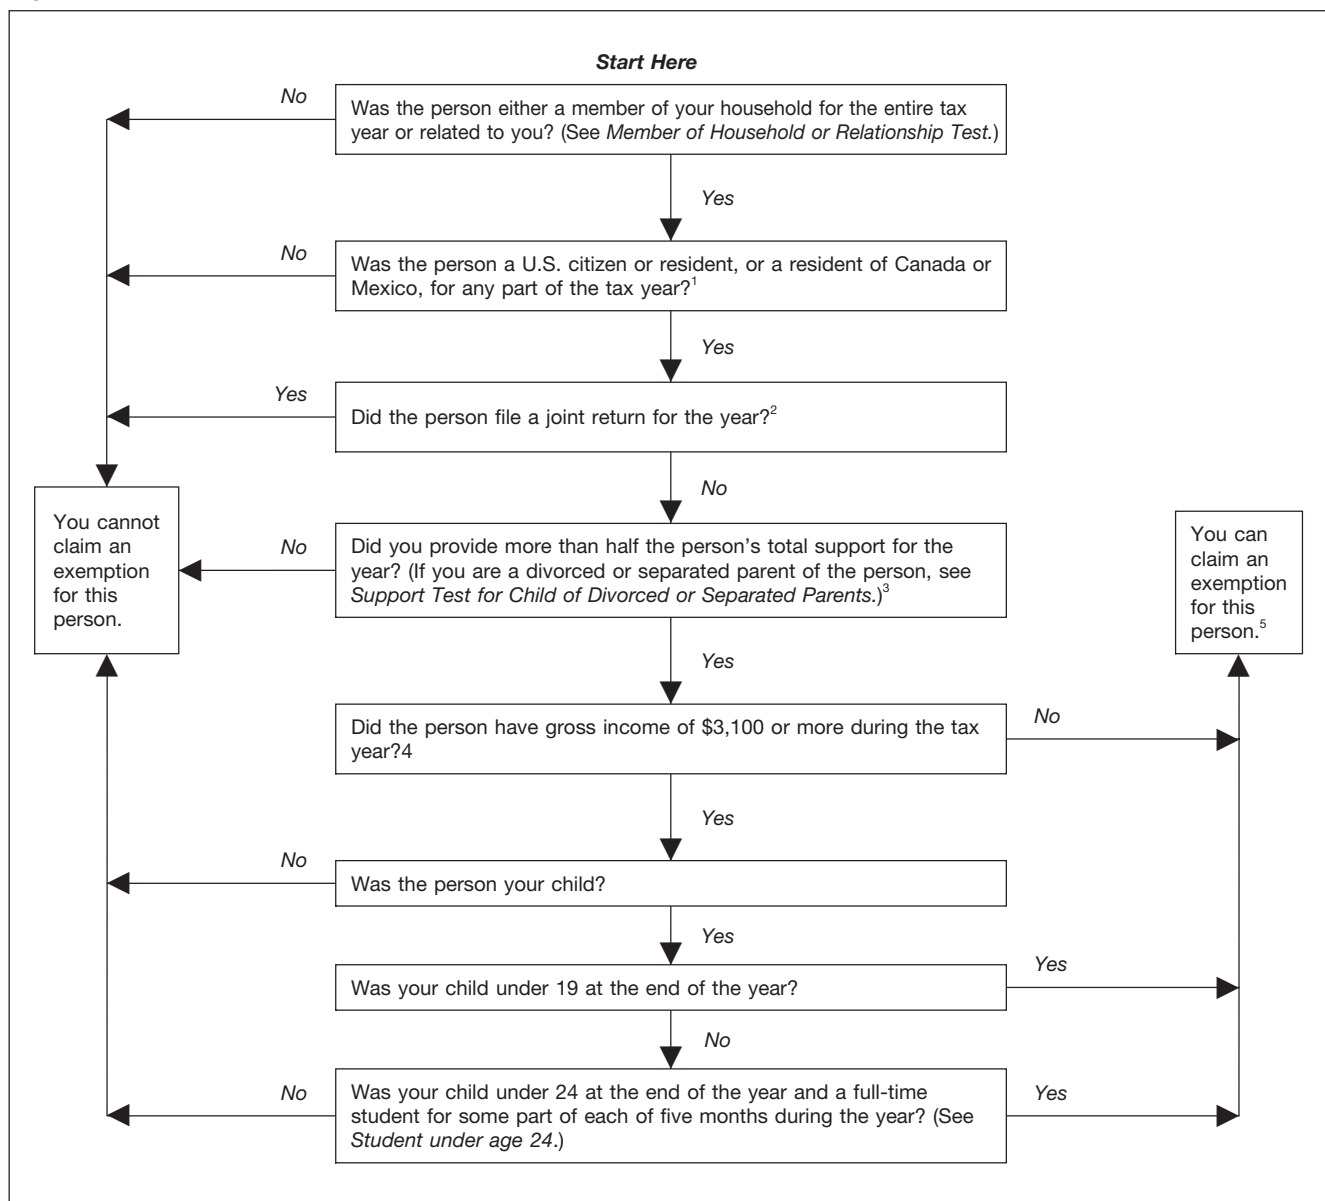 Start Here
No
Was the person either a member of your household for the entire tax
year or related to you? (See Member of Household or Relationship Test.)
Yes
No
Was the person a U.S. citizen or resident, or a resident of Canada or
Mexico, for any part of the tax year?1
Yes
Yes
Did the person file a joint return for the year?2
No
You cannot
claim an
exemption
for this
person.
No
Did you provide more than half the person's total support for the
year? (If you are a divorced or separated parent of the person, see
Support Test for Child of Divorced or Separated Parents.)3
You can
claim an
exemption
for this
person.5
Yes
Did the person have gross income of $3,100 or more during the tax
year?4
No
Yes
No
Was the person your child?
Yes
Was your child under 19 at the end of the year?
Yes
No
No
Was your child under 24 at the end of the year and a full-time
student for some part of each of five months during the year? (See
Student under age 24.)
Yes